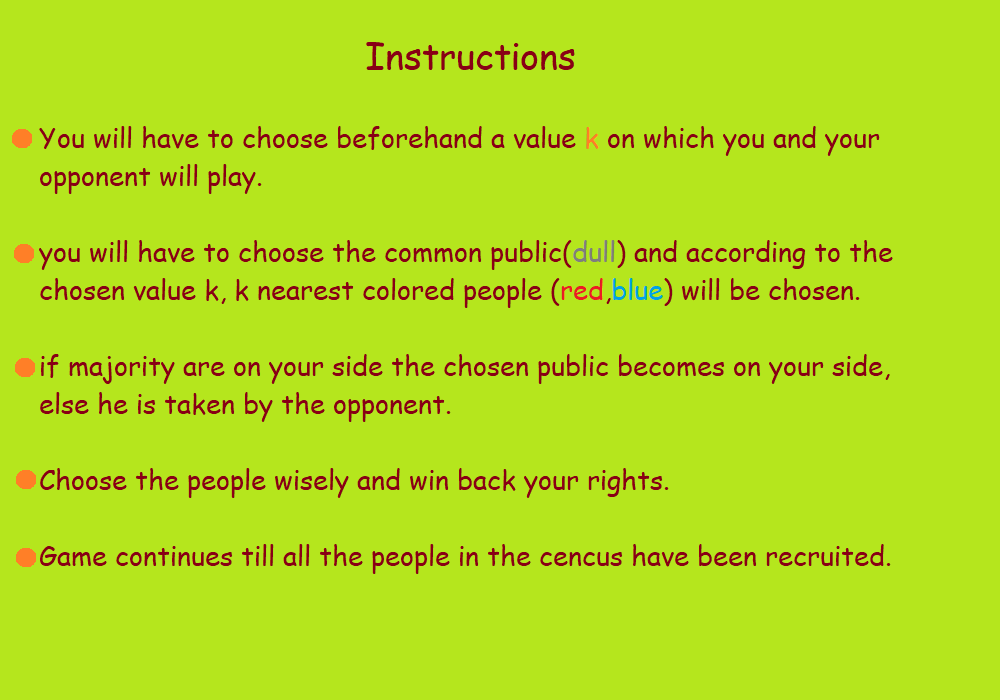 Instructions
You will have to choose beforehand a value k on which you and your
opponent will play.
you will have to choose the common public(dull) and according to the
chosen value k, k nearest colored people (red,blue) will be chosen.
if majority are on your side the chosen public becomes on your side,
else he is taken by the opponent.
Choose the people wisely and win back your rights.
Game continues till all the people in the cencus have been recruited.